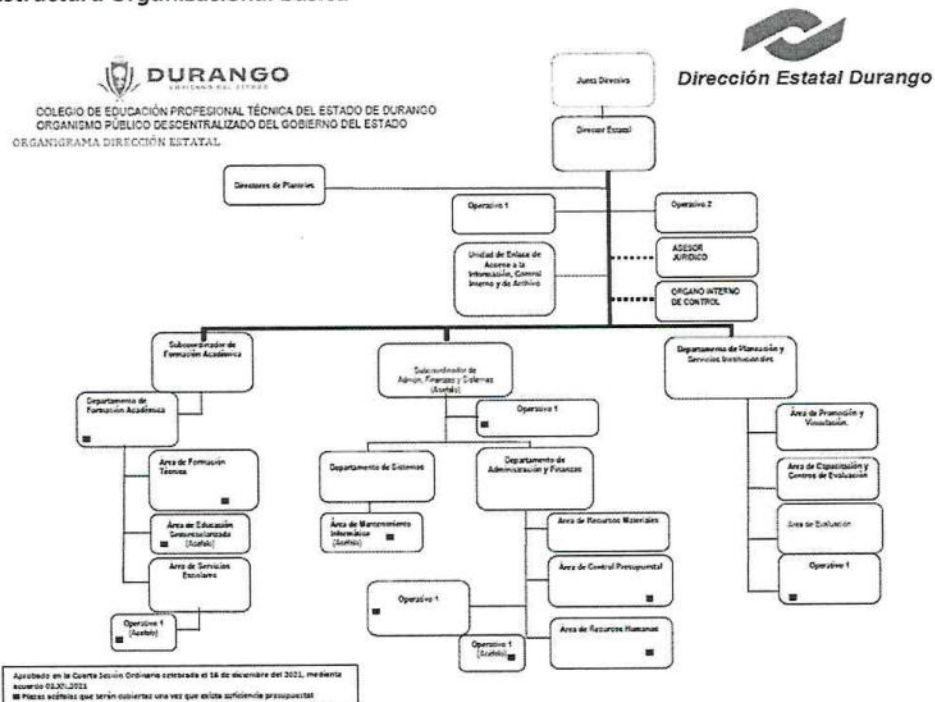 Estructura Organizacional Básica
DURANGO
GOBIERNO DEL ESTADO
Dirección Estatal Durango
COLEGIO DE EDUCACIÓN PROFESIONAL TÉCNICA DEL ESTADO DE DURANGO
ORGANISMO PÚBLICO DESCENTRALIZADO DEL GOBIERNO DEL ESTADO
ORGANIGRAMA DIRECCIÓN ESTATAL
Junta Directiva
Director Estatal
Directores de Planteles
Operativo 1
Operativo 2
Unidad de Enlace de
Acceso a la
Información, Control
Interno y de Archivo
ASESOR
JURIDICO
ORGANO INTERNO
DE CONTROL
Subcoordinador de
Formación Académica
Departamento de
Formación Académica
Área de Formación
Técnica
Área de Educación
Semiescolarizada
(Acéfalo)
Area de Servicios
Escolares
Operativo 1
(Acéfalo)
Subcoordinador de
Admón, Finanzas y Sistemas
(Acéfalo)
Operativo 1
Departamento de Sistemas
Área de Mantenimiento
Informático
(Acéfalo)
Departamento de
Administración y Finanzas
Área de Recursos Materiales
Área de Control Presupuestal
Operativo 1
Área de Recursos Humanos
Operativo 1
(Acéfalo)
Departamento de Planeación y
Servicios Institucionales
Área de Promoción y
Vinculación.
Área de Capacitación y
Centros de Evaluación
Área de Evaluación
Operativo 1
Aprobado en la Cuarta Sesión Ordinaria celebrada el 16 de diciembre del 2021, mediante
Plazas acéfalas que serán cubiertas una vez que exista suficiencia presupuestal